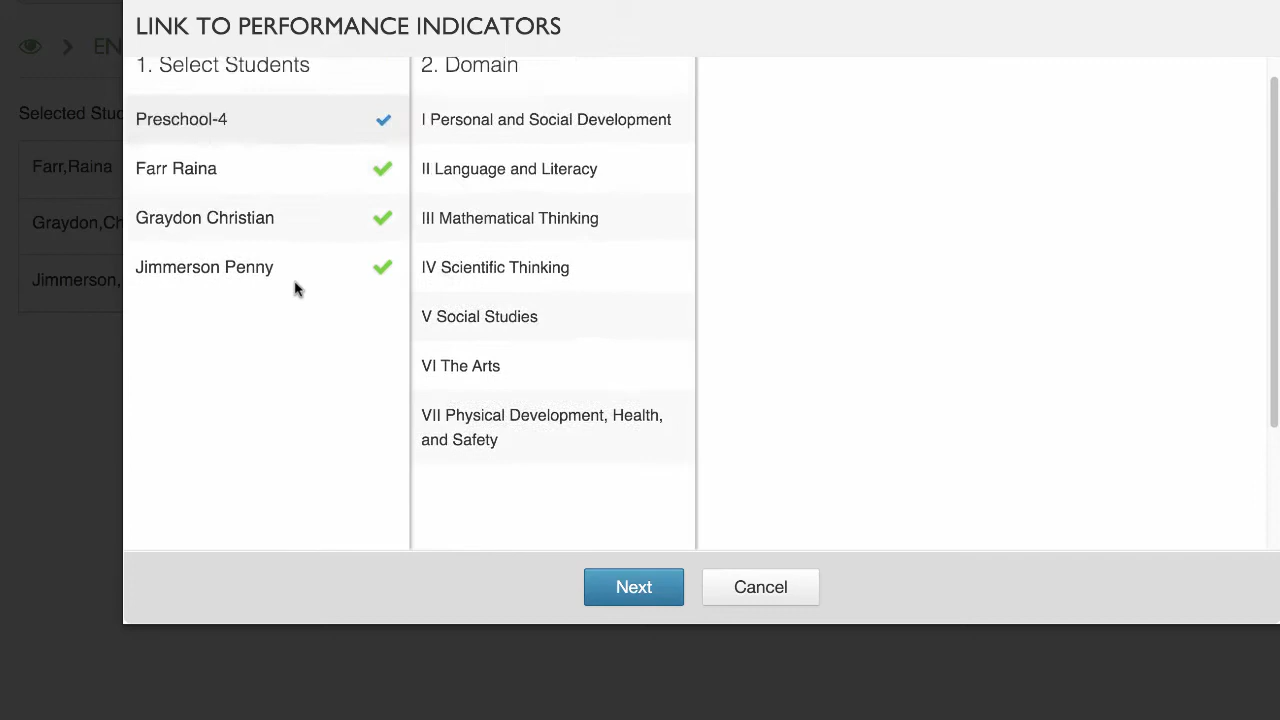 LINK TO PERFORMANCE INDICATORS
EN
Selected Stud
Farr,Raina
Graydon,Ch
Jimmerson,
1. Select Students
Preschool-4
Farr Raina
Graydon Christian
Jimmerson Penny
2. Domain
I Personal and Social Development
II Language and Literacy
III Mathematical Thinking
IV Scientific Thinking
V Social Studies
VI The Arts
VII Physical Development, Health,
and Safety
Next
Cancel